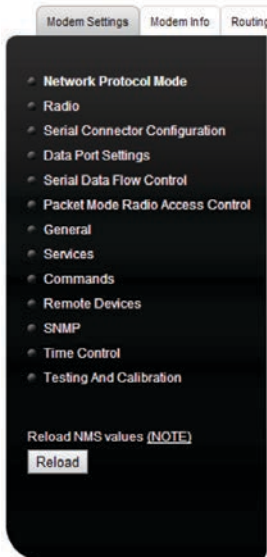 Modem Settings Modem Info Routing
Network Protocol Mode
Radio
Serial Connector Configuration
Data Port Settings
Serial Data Flow Control
Packet Mode Radio Access Control
General
Services
Commands
Remote Devices
SNMP
Time Control
Testing And Calibration
Reload NMS values (NOTE)
Reload